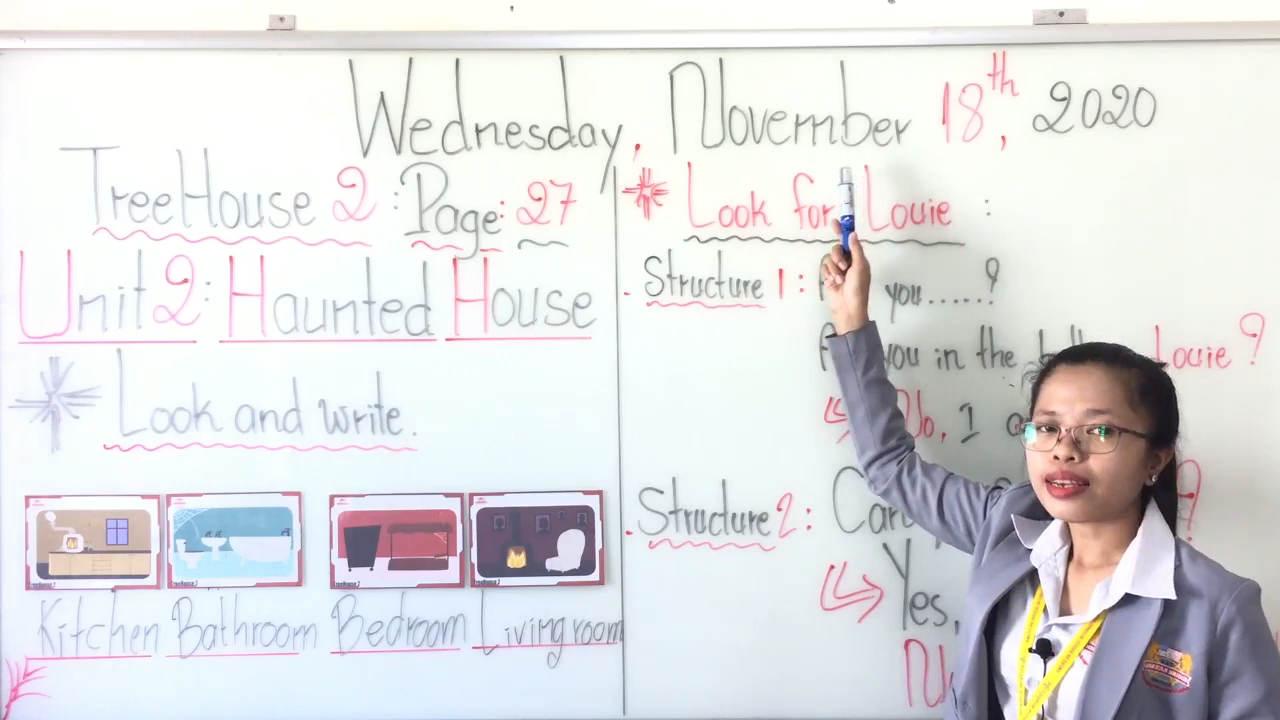 Wednesday, November 18th, 2020
TreeHouse 2 : Page: 27
Unit 2: Haunted House
Look and write.
Kitchen Bathroom Bedroom Living room
Look for Louie :
Structure 1 : you......?
you in the Louie ?
No, I
Structure 2 :
Yes,